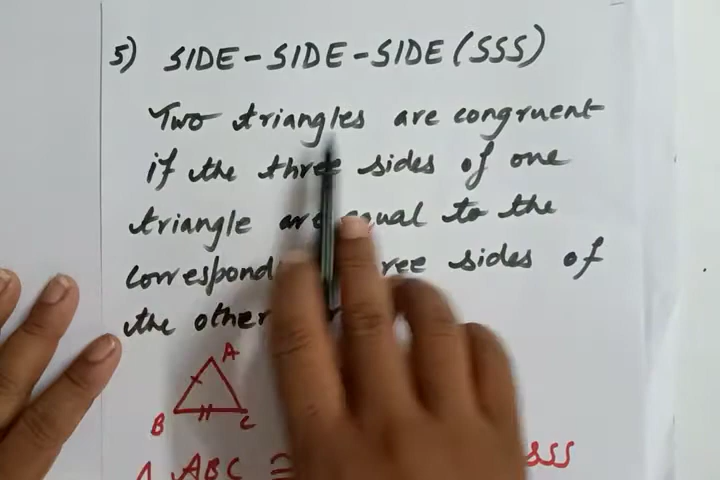 5) SIDE-SIDE-SIDE (SSS)
Two triangles are congruent
if the three sides of one
triangle are equal to the
sides of
the other
A
B C
Δ ABC ≅ SSS